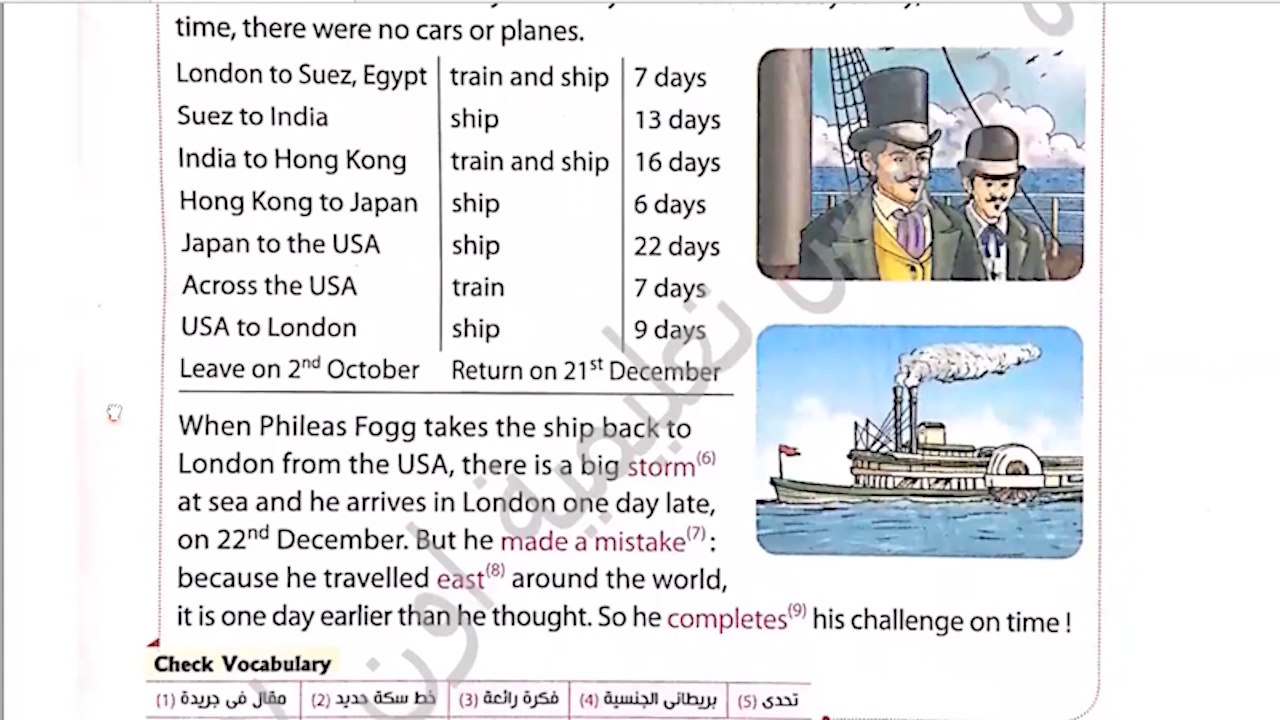 time, there were no cars or planes.
London to Suez, Egypt train and ship 7 days
Suez to India ship 13 days
India to Hong Kong train and ship 16 days
Hong Kong to Japan ship 6 days
Japan to the USA ship 22 days
Across the USA train 7 days
USA to London ship 9 days
Leave on 2nd October Return on 21st December
When Phileas Fogg takes the ship back to
London from the USA, there is a big storm(6)
at sea and he arrives in London one day late,
on 22nd December. But he made a mistake(7) :
because he travelled east(8) around the world,
it is one day earlier than he thought. So he completes(9) his challenge on time !
Check Vocabulary
(1) مقال فى جريدة (2) خط سكة حديد (3) فكرة رائعة (4) بريطانى الجنسية (5) تحدى
تعليمية اون